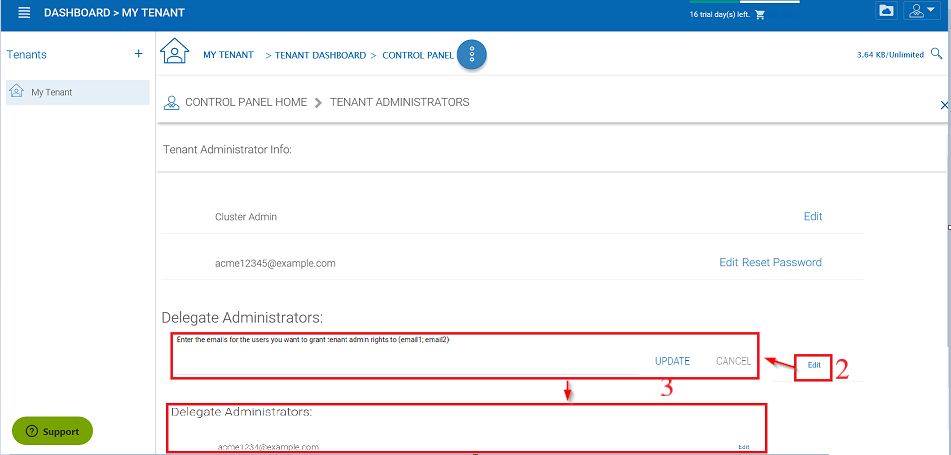 DASHBOARD > MY TENANT
16 trial day(s) left.
Tenants +
My Tenant
MY TENANT > TENANT DASHBOARD > CONTROL PANEL
3.64 KB/Unlimited
CONTROL PANEL HOME > TENANT ADMINISTRATORS
Tenant Administrator Info:
Cluster Admin Edit
acme12345@example.com Edit Reset Password
Delegate Administrators:
Enter the emails for the users you want to grant tenant admin rights to (email1; email2)
UPDATE CANCEL Edit 2
3
Delegate Administrators:
acme1234@example.com Edit
? Support